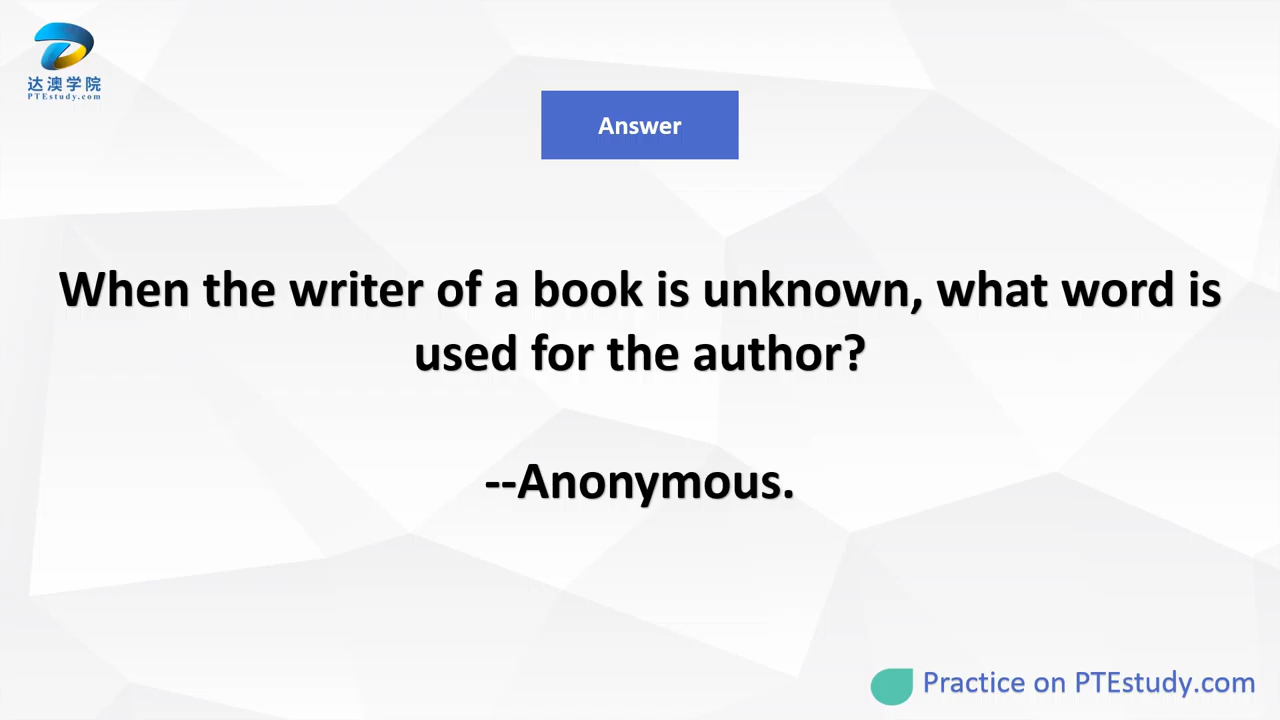 达澳学院
PTEstudy.com
Answer
When the writer of a book is unknown, what word is
used for the author?
--Anonymous.
Practice on PTEstudy.com